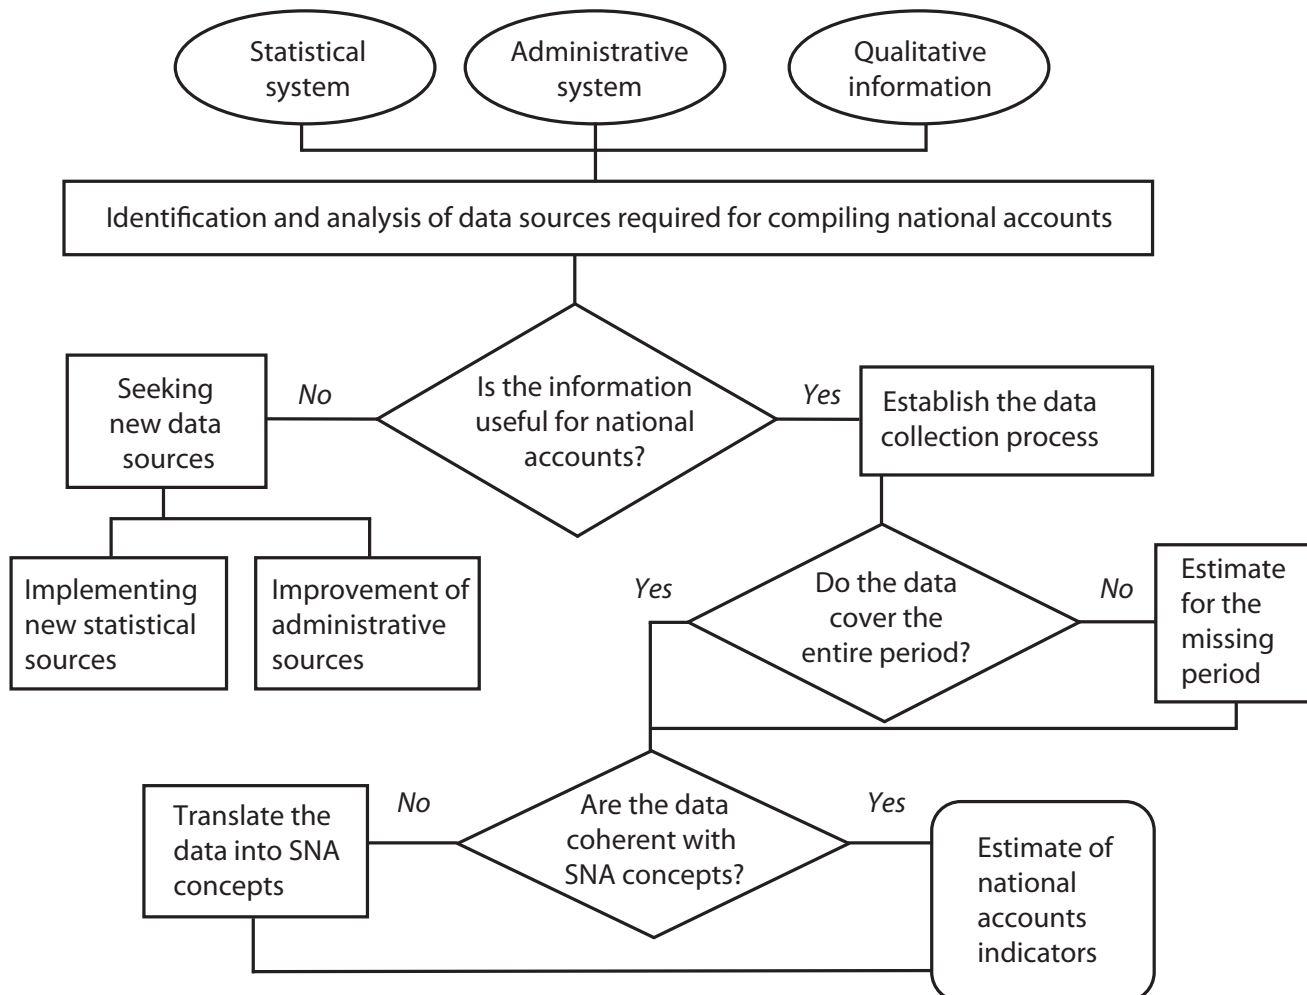 Statistical
system
Administrative
system
Qualitative
information
Identification and analysis of data sources required for compiling national accounts
Seeking
new data
sources
No
Is the information
useful for national
accounts?
Yes
Establish the data
collection process
Implementing
new statistical
sources
Improvement of
administrative
sources
Yes
Do the data
cover the
entire period?
No
Estimate
for the
missing
period
Translate the
data into SNA
concepts
No
Are the data
coherent with
SNA concepts?
Yes
Estimate of
national
accounts
indicators